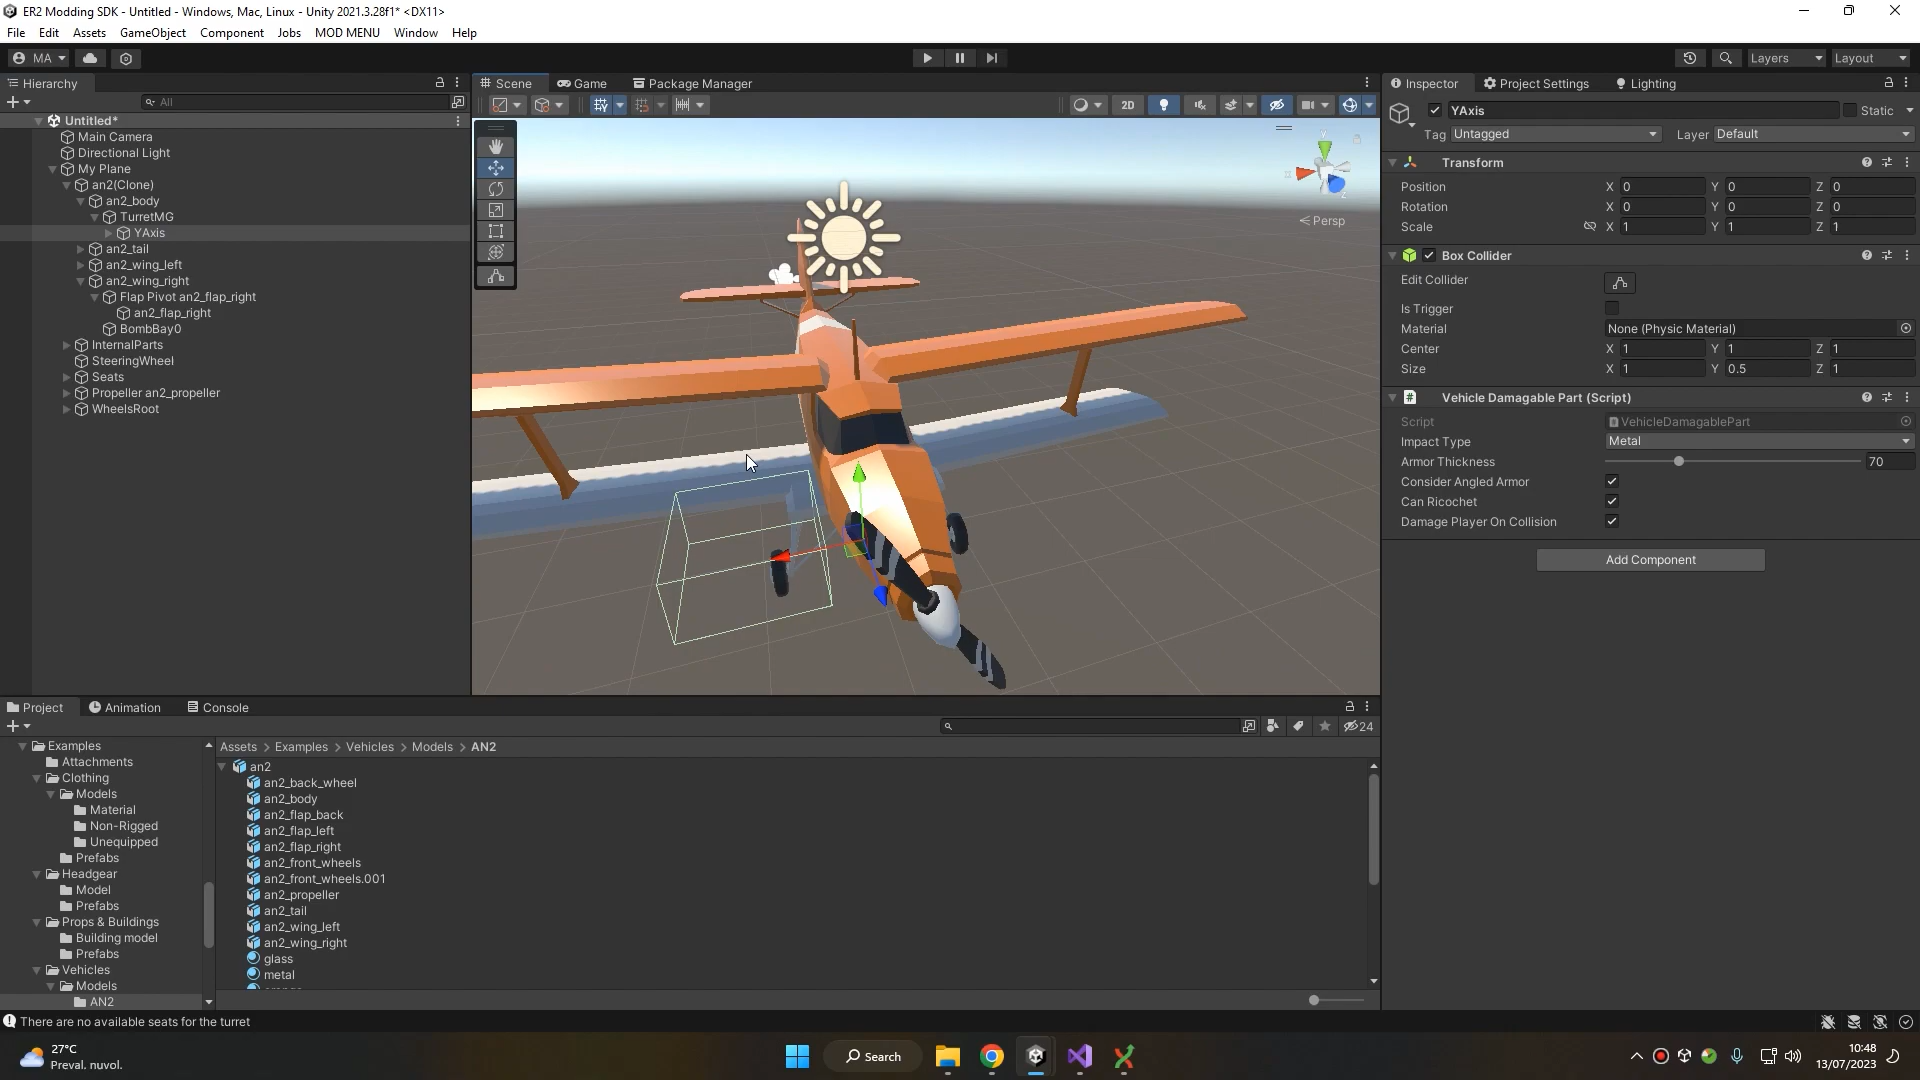 ER2 Modding SDK - Untitled - Windows, Mac, Linux - Unity 2021.3.28f1* <DX11>
File Edit Assets GameObject Component Jobs MOD MENU Window Help
MA
Layers
Layout
Hierarchy
All
Untitled*
Main Camera
Directional Light
My Plane
an2(Clone)
an2_body
TurretMG
YAxis
an2_tail
an2_wing_left
an2_wing_right
Flap Pivot an2_flap_right
an2_flap_right
BombBay0
InternalParts
SteeringWheel
Seats
Propeller an2_propeller
WheelsRoot
Scene Game Package Manager
2D
Persp
Inspector Project Settings Lighting
YAxis
Static
Tag Untagged Layer Default
Transform
Position X 0 Y 0 Z 0
Rotation X 0 Y 0 Z 0
Scale X 1 Y 1 Z 1
Box Collider
Edit Collider
Is Trigger
Material None (Physic Material)
Center X 1 Y 1 Z 1
Size X 1 Y 0.5 Z 1
Vehicle Damagable Part (Script)
Script VehicleDamagablePart
Impact Type Metal
Armor Thickness 70
Consider Angled Armor
Can Ricochet
Damage Player On Collision
Add Component
Project Animation Console
24
Examples
Attachments
Clothing
Models
Material
Non-Rigged
Unequipped
Prefabs
Headgear
Model
Prefabs
Props & Buildings
Building model
Prefabs
Vehicles
Models
AN2
Assets > Examples > Vehicles > Models > AN2
an2
an2_back_wheel
an2_body
an2_flap_back
an2_flap_left
an2_flap_right
an2_front_wheels
an2_front_wheels.001
an2_propeller
an2_tail
an2_wing_left
an2_wing_right
glass
metal
There are no available seats for the turret
27°C
Preval. nuvol.
Search
10:48
13/07/2023